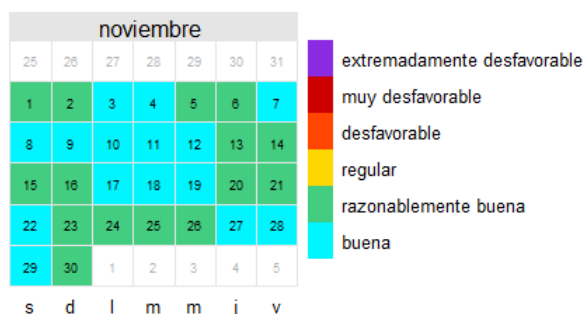 noviembre
25 26 27 28 29 30 31
1 2 3 4 5 6 7
8 9 10 11 12 13 14
15 16 17 18 19 20 21
22 23 24 25 26 27 28
29 30 1 2 3 4 5
s d l m m j v
extremadamente desfavorable
muy desfavorable
desfavorable
regular
razonablemente buena
buena